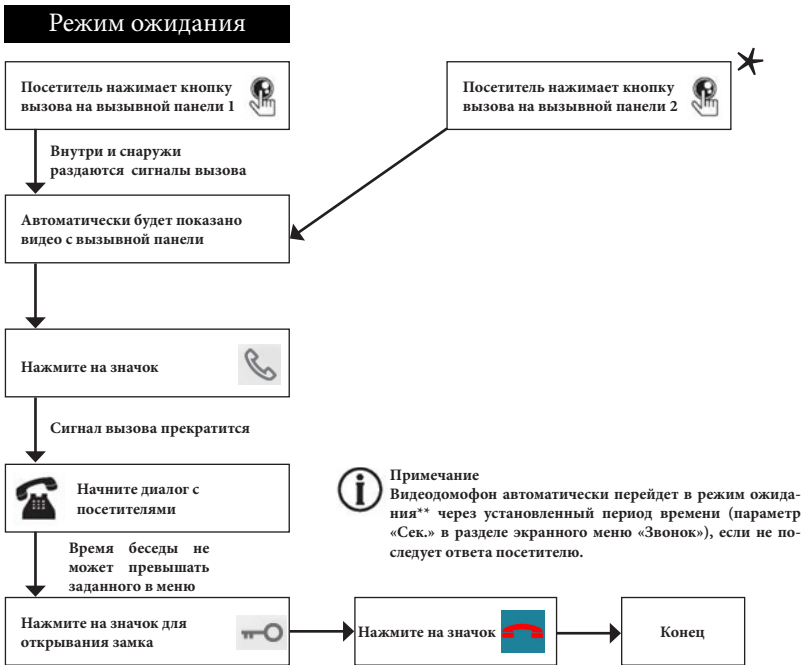 Режим ожидания
Посетитель нажимает кнопку
вызова на вызывной панели 1
Посетитель нажимает кнопку
вызова на вызывной панели 2
Внутри и снаружи
раздаются сигналы вызова
Автоматически будет показано
видео с вызывной панели
Нажмите на значок
Сигнал вызова прекратится
Начните диалог с
посетителями
Примечание
Видеодомофон автоматически перейдет в режим ожида-
ния** через установленный период времени (параметр
«Сек.» в разделе экранного меню «Звонок»), если не по-
следует ответа посетителю.
Время беседы не
может превышать
заданного в меню
Нажмите на значок для
открывания замка
Нажмите на значок
Конец